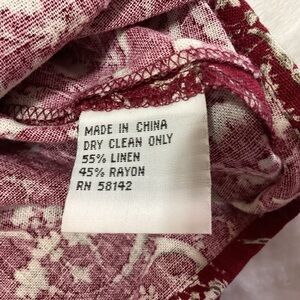 MADE IN CHINA
DRY CLEAN ONLY
55% LINEN
45% RAYON
RN 58142